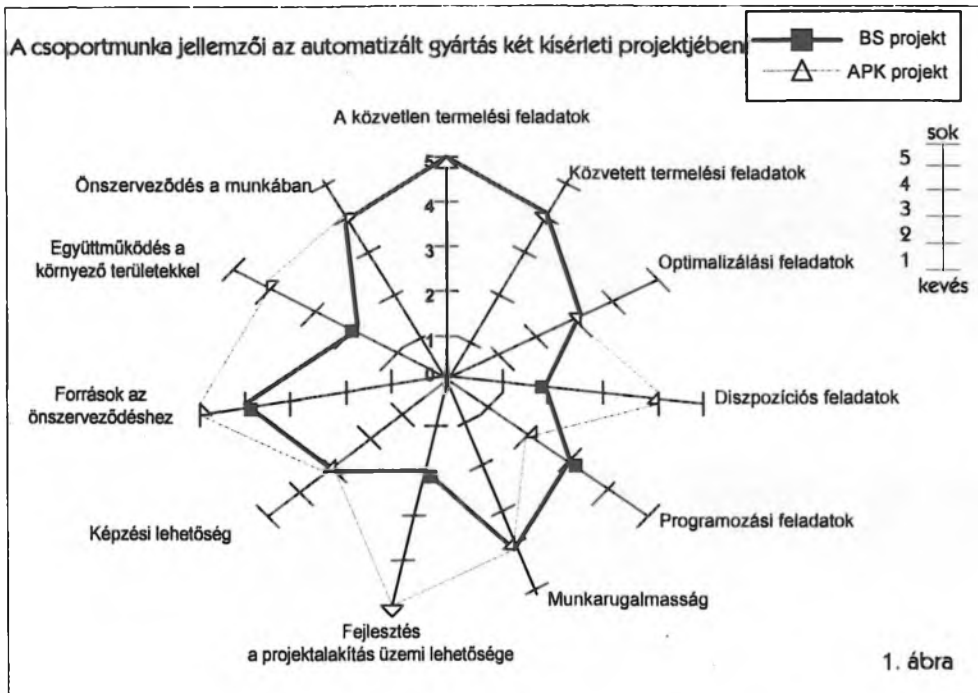 A csoportmunka jellemzői az automatizált gyártás két kísérleti projektjében
BS projekt
APK projekt
A közvetlen termelési feladatok
sok
5
4
3
2
1
kevés
Önszerveződés a munkában
Közvetett termelési feladatok
Együttműködés a
környező területekkel
Optimalizálási feladatok
5
4
3
2
1
0
Források az
önszerveződéshez
Diszpozíciós feladatok
Képzési lehetőség
Programozási feladatok
Munkarugalmasság
Fejlesztés
a projektalakítás üzemi lehetősége
1. ábra